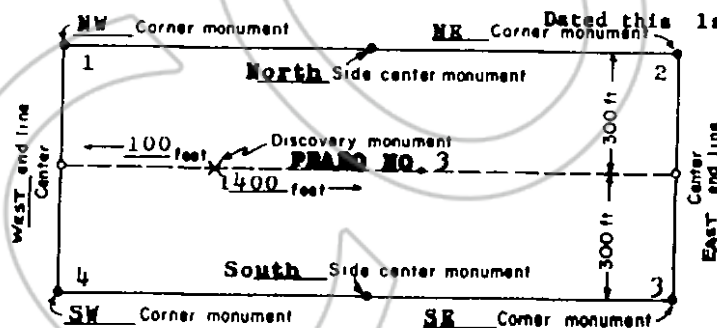 Dated this 1s
NW Corner monument
NE Corner monument
1
2
North Side center monument
300 ft
100 feet
Discovery monument
NO. 3
1400 feet
WEST end line
Center
Center
EAST end line
300 ft
4
South Side center monument
3
SW Corner monument
SE Corner monument